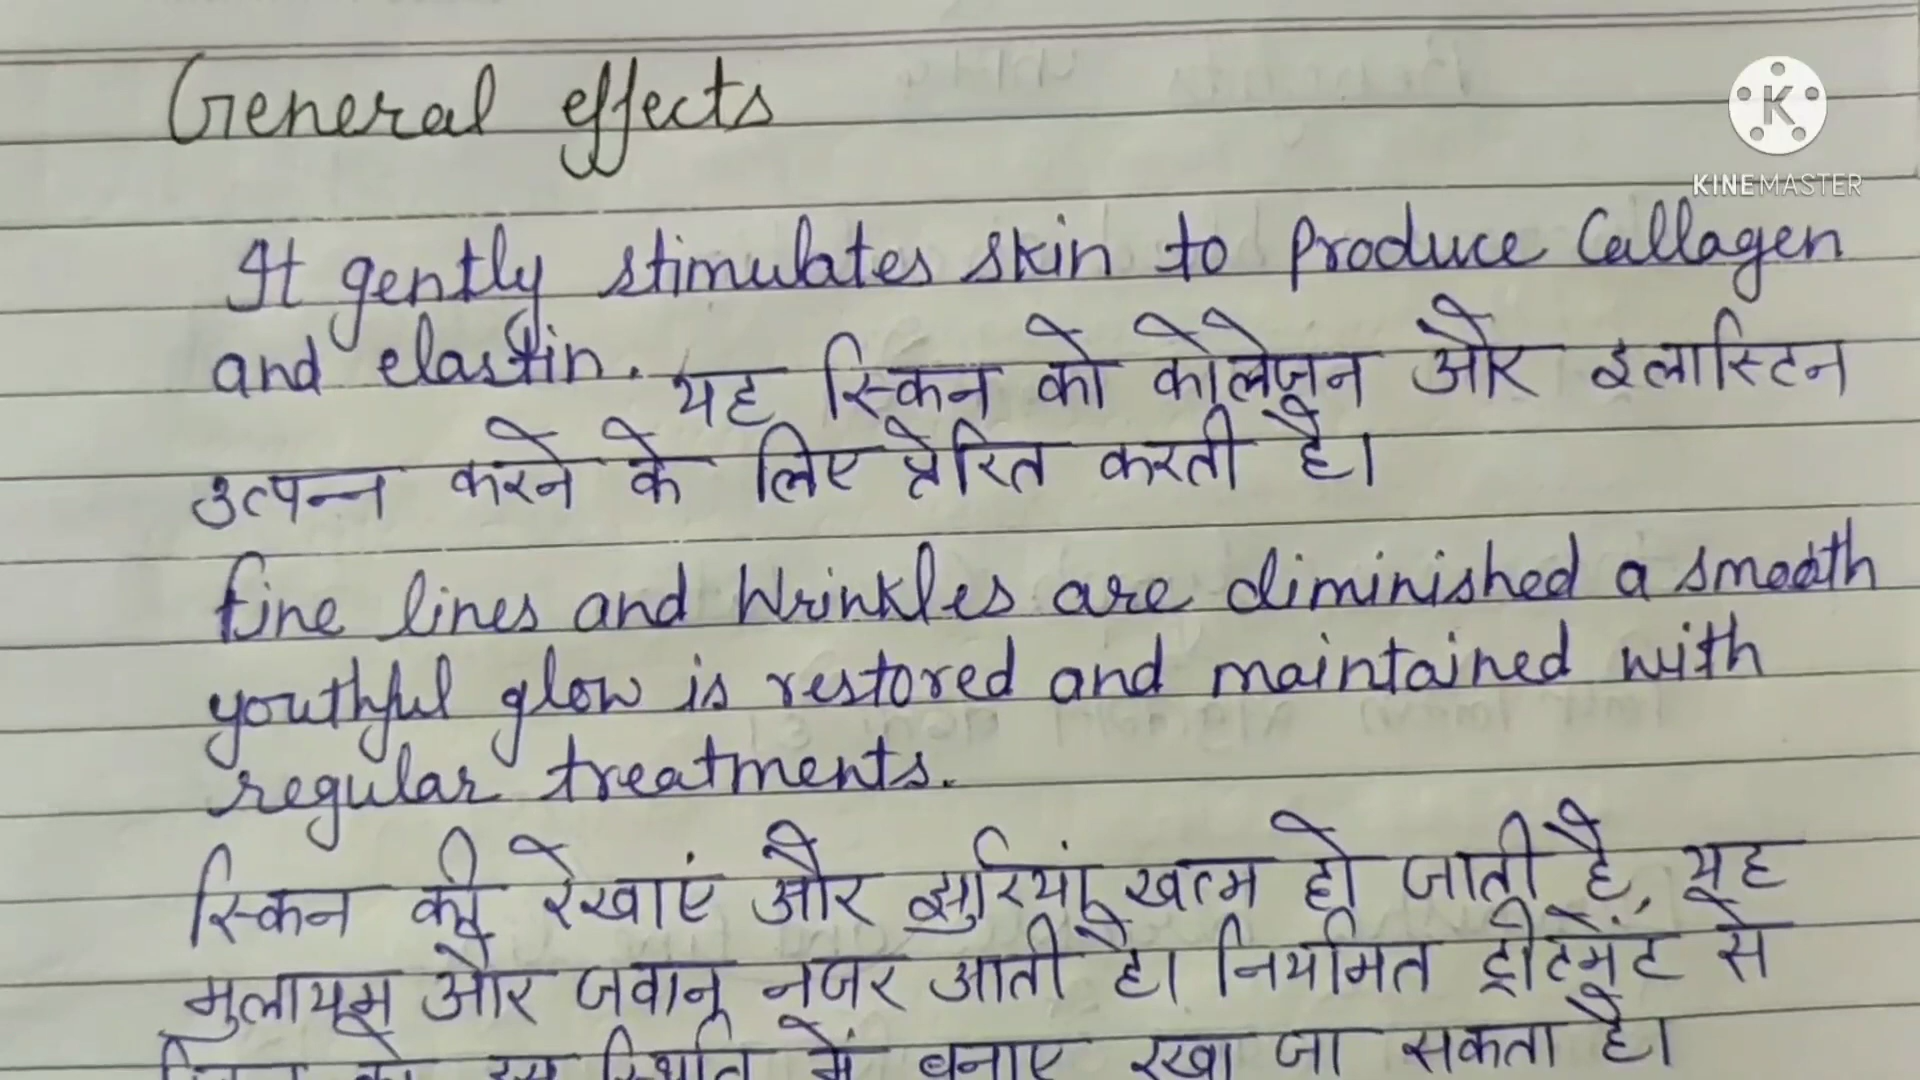 General effects
K
KINEMASTER
It gently stimulates skin to Produce Callagen
and elastin. यह स्किन को कोलेजन और इलास्टिन
उत्पन्न करने के लिए प्रेरित करती है।
fine lines and Wrinkles are diminished a smooth
youthful glow is restored and maintained with
regular treatments.
स्किन की रेखाएं और झुरियां खत्म हो जाती है, यह
मुलायम और जवान नजर आती है। नियमित ट्रीटमेंट से
में बनाए रखा जा सकता है।